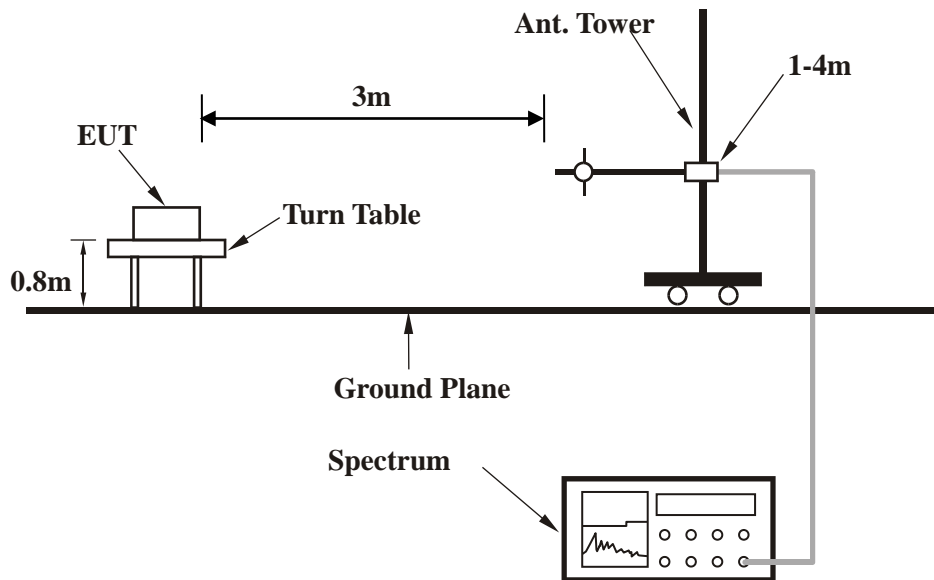 Ant. Tower
1-4m
3m
EUT
Turn Table
0.8m
Ground Plane
Spectrum